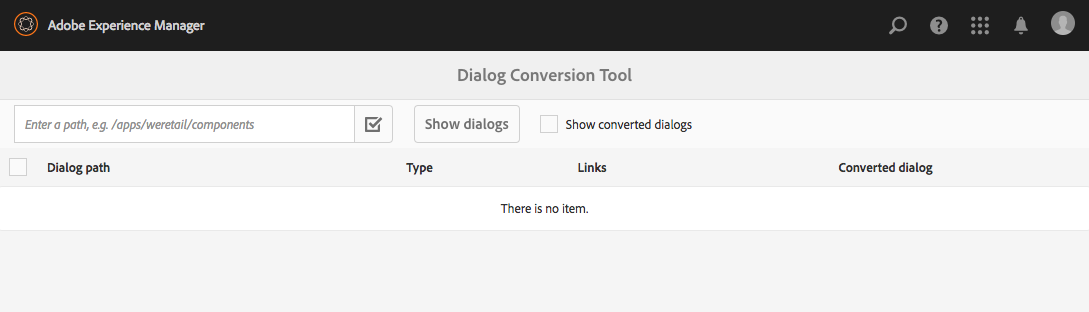 Adobe Experience Manager
Dialog Conversion Tool
Enter a path, e.g. /apps/weretail/components
Show dialogs
Show converted dialogs
Dialog path Type Links Converted dialog
There is no item.